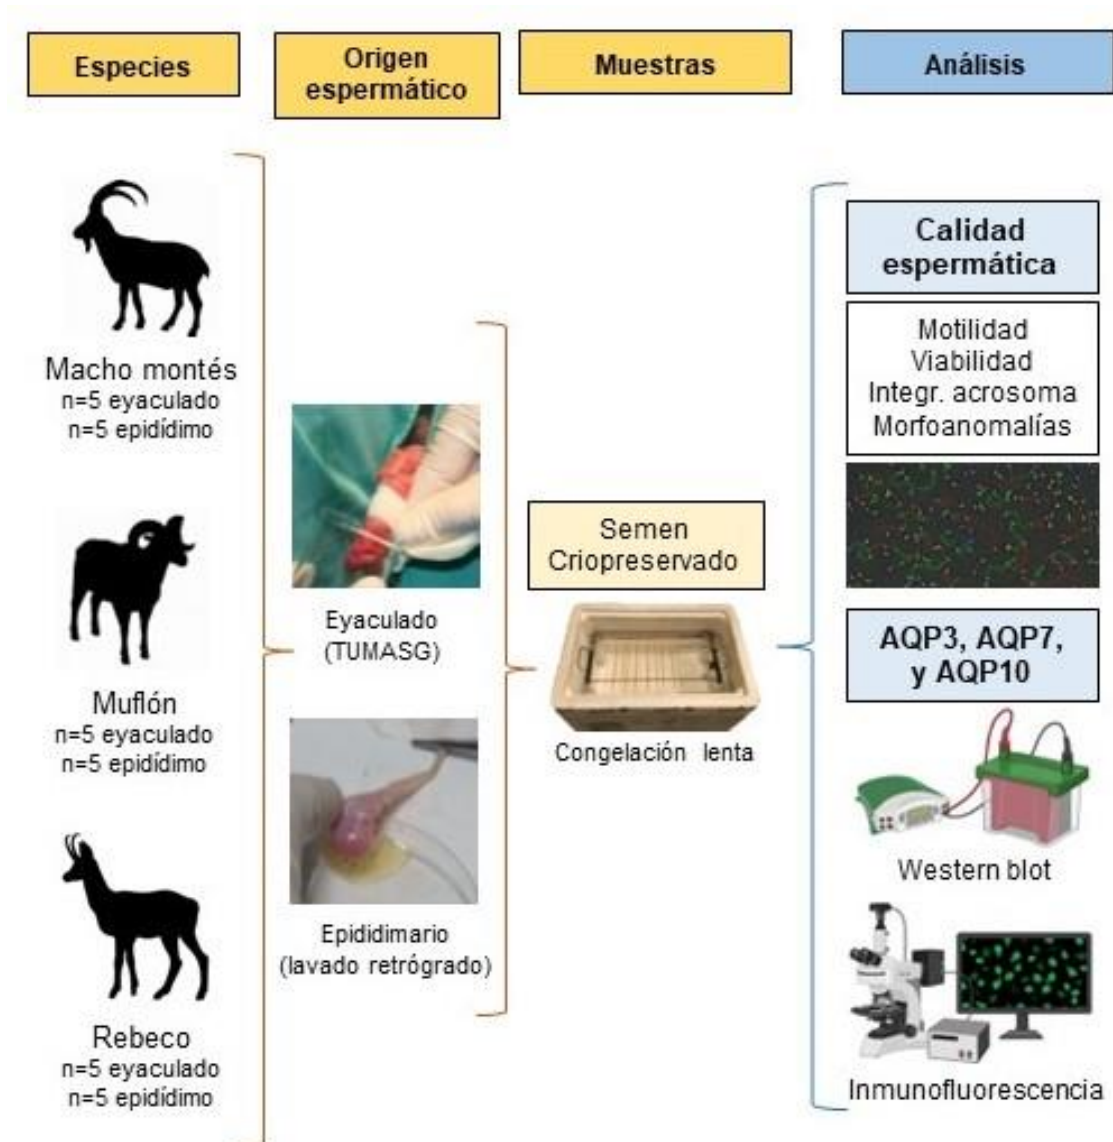 Especies
Origen
espermático
Muestras
Análisis
Macho montés
n=5 eyaculado
n=5 epidídimo
Muflón
n=5 eyaculado
n=5 epidídimo
Rebeco
n=5 eyaculado
n=5 epidídimo
Eyaculado
(TUMASG)
Epididimario
(lavado retrógrado)
Semen
Criopreservado
Congelación lenta
Calidad
espermática
Motilidad
Viabilidad
Integr. acrosoma
Morfoanomalías
AQP3, AQP7,
y AQP10
Western blot
Inmunofluorescencia